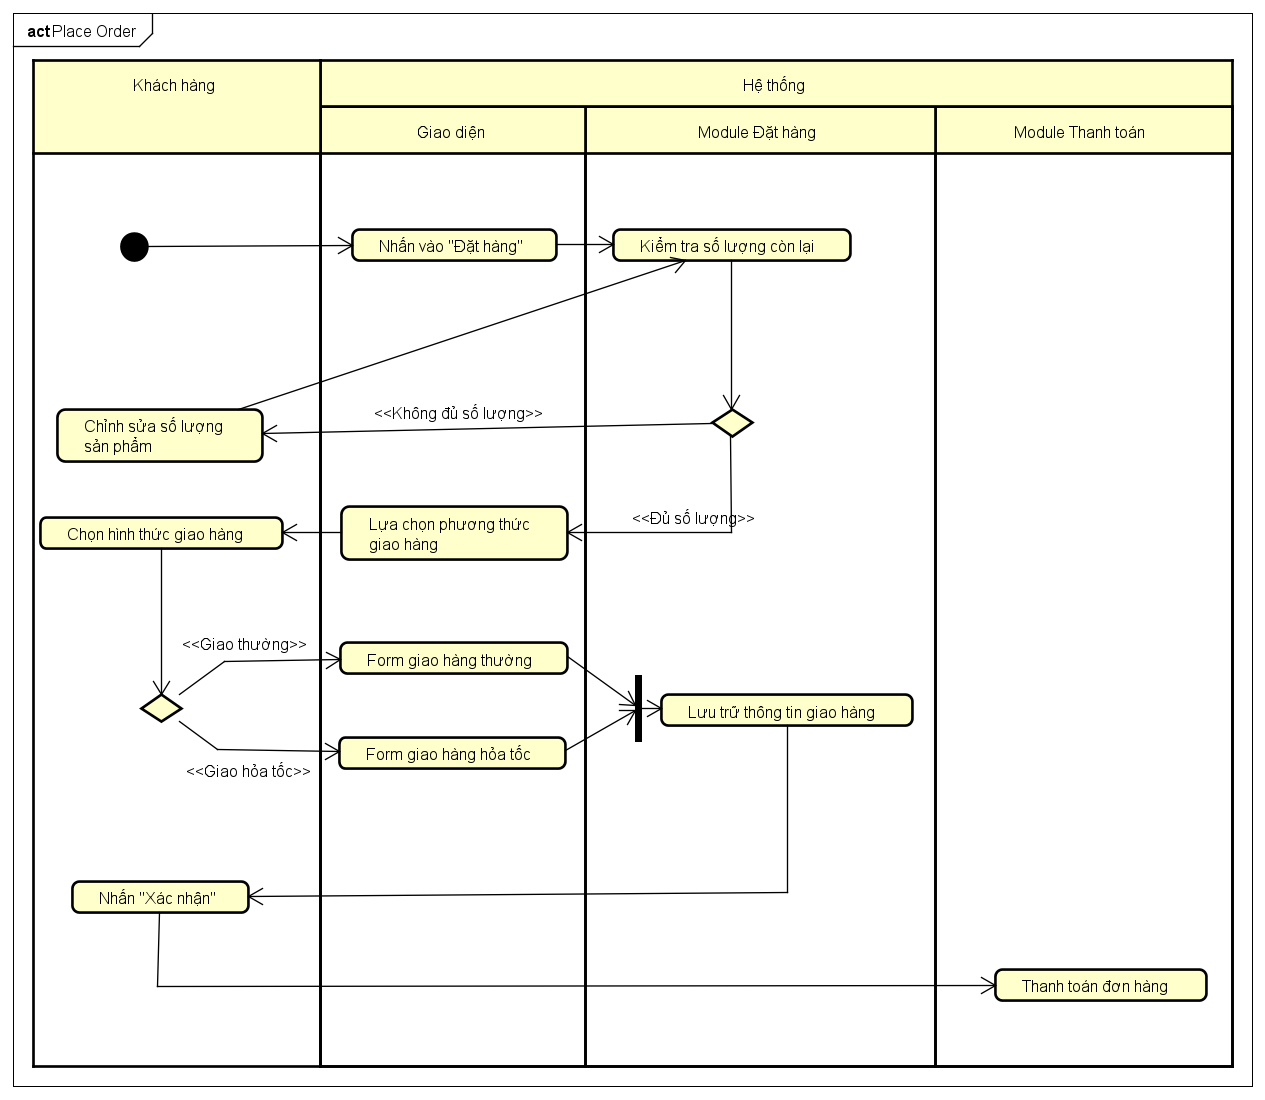 act Place Order
Khách hàng
Hệ thống
Giao diện
Module Đặt hàng
Module Thanh toán
Nhấn vào "Đặt hàng"
Kiểm tra số lượng còn lại
<<Không đủ số lượng>>
Chỉnh sửa số lượng
sản phẩm
<<Đủ số lượng>>
Lựa chọn phương thức
giao hàng
Chọn hình thức giao hàng
<<Giao thường>>
Form giao hàng thường
Lưu trữ thông tin giao hàng
Form giao hàng hỏa tốc
<<Giao hỏa tốc>>
Nhấn "Xác nhận"
Thanh toán đơn hàng